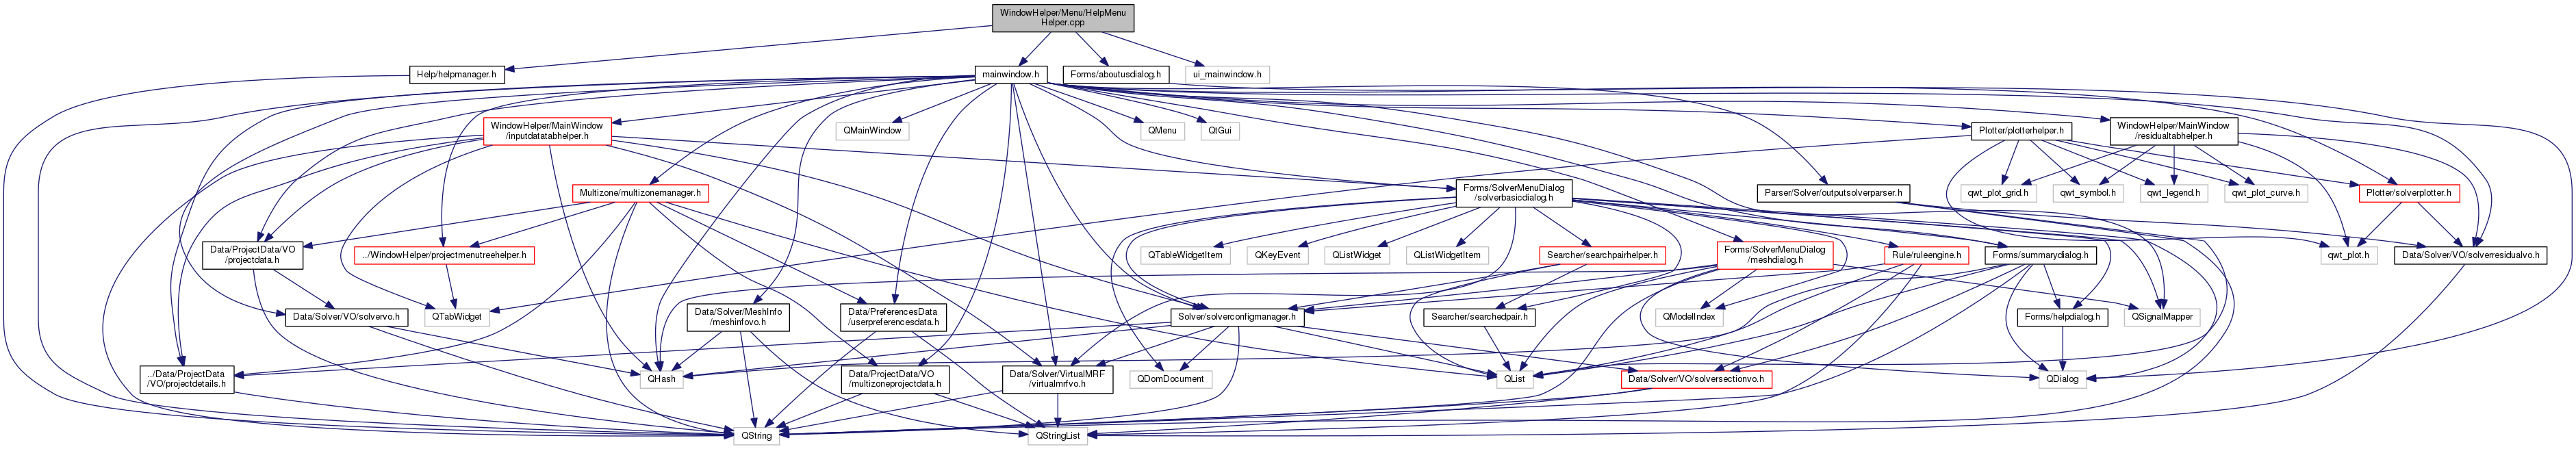 WindowHelper/Menu/HelpMenu
Helper.cpp
Help/helpmanager.h
mainwindow.h
Forms/aboutusdialog.h
ui_mainwindow.h
WindowHelper/MainWindow
/inputdatatabhelper.h
QMainWindow
QMenu
QtGui
Plotter/plotterhelper.h
WindowHelper/MainWindow
/residualtabhelper.h
Multizone/multizonemanager.h
Forms/SolverMenuDialog
/solverbasicdialog.h
Parser/Solver/outputsolverparser.h
qwt_plot_grid.h
qwt_symbol.h
qwt_legend.h
qwt_plot_curve.h
Plotter/solverplotter.h
Data/ProjectData/VO
/projectdata.h
../WindowHelper/projectmenutreehelper.h
QTableWidgetItem
QKeyEvent
QListWidget
QListWidgetItem
Searcher/searchpairhelper.h
Forms/SolverMenuDialog
/meshdialog.h
Rule/ruleengine.h
Forms/summarydialog.h
qwt_plot.h
Data/Solver/VO/solverresidualvo.h
Data/Solver/VO/solvervo.h
QTabWidget
Data/Solver/MeshInfo
/meshinfovo.h
Data/PreferencesData
/userpreferencesdata.h
Solver/solverconfigmanager.h
Searcher/searchedpair.h
QModelIndex
Forms/helpdialog.h
QSignalMapper
../Data/ProjectData
/VO/projectdetails.h
QHash
Data/ProjectData/VO
/multizoneprojectdata.h
Data/Solver/VirtualMRF
/virtualmrfvo.h
QDomDocument
QList
Data/Solver/VO/solversectionvo.h
QDialog
QString
QStringList